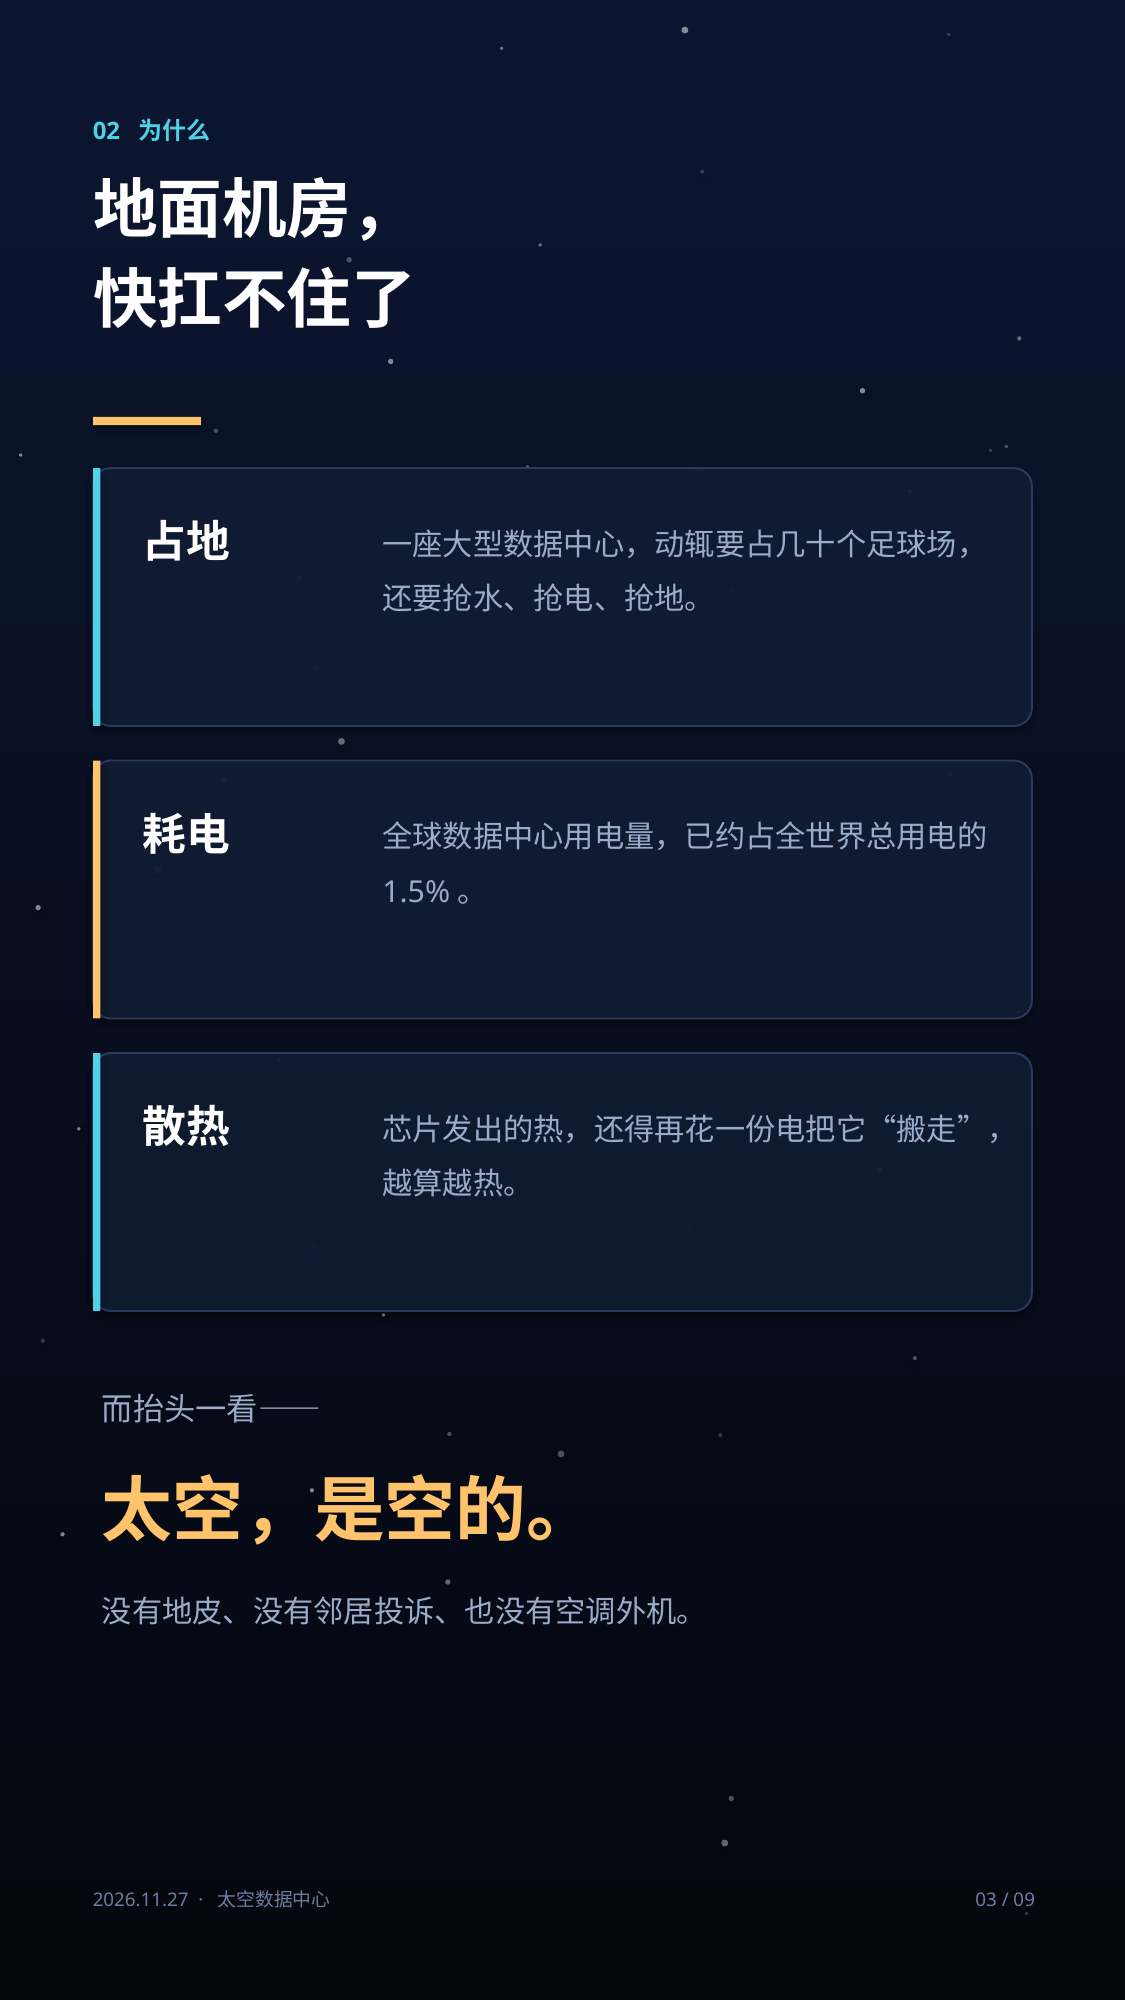 02 为什么
地面机房，
快扛不住了
占地
一座大型数据中心，动辄要占几十个足球场，
还要抢水、抢电、抢地。
耗电
全球数据中心用电量，已约占全世界总用电的
1.5% 。
散热
芯片发出的热，还得再花一份电把它“搬走”，
越算越热。
而抬头一看——
太空，是空的。
没有地皮、没有邻居投诉、也没有空调外机。
2026.11.27 · 太空数据中心
03 / 09